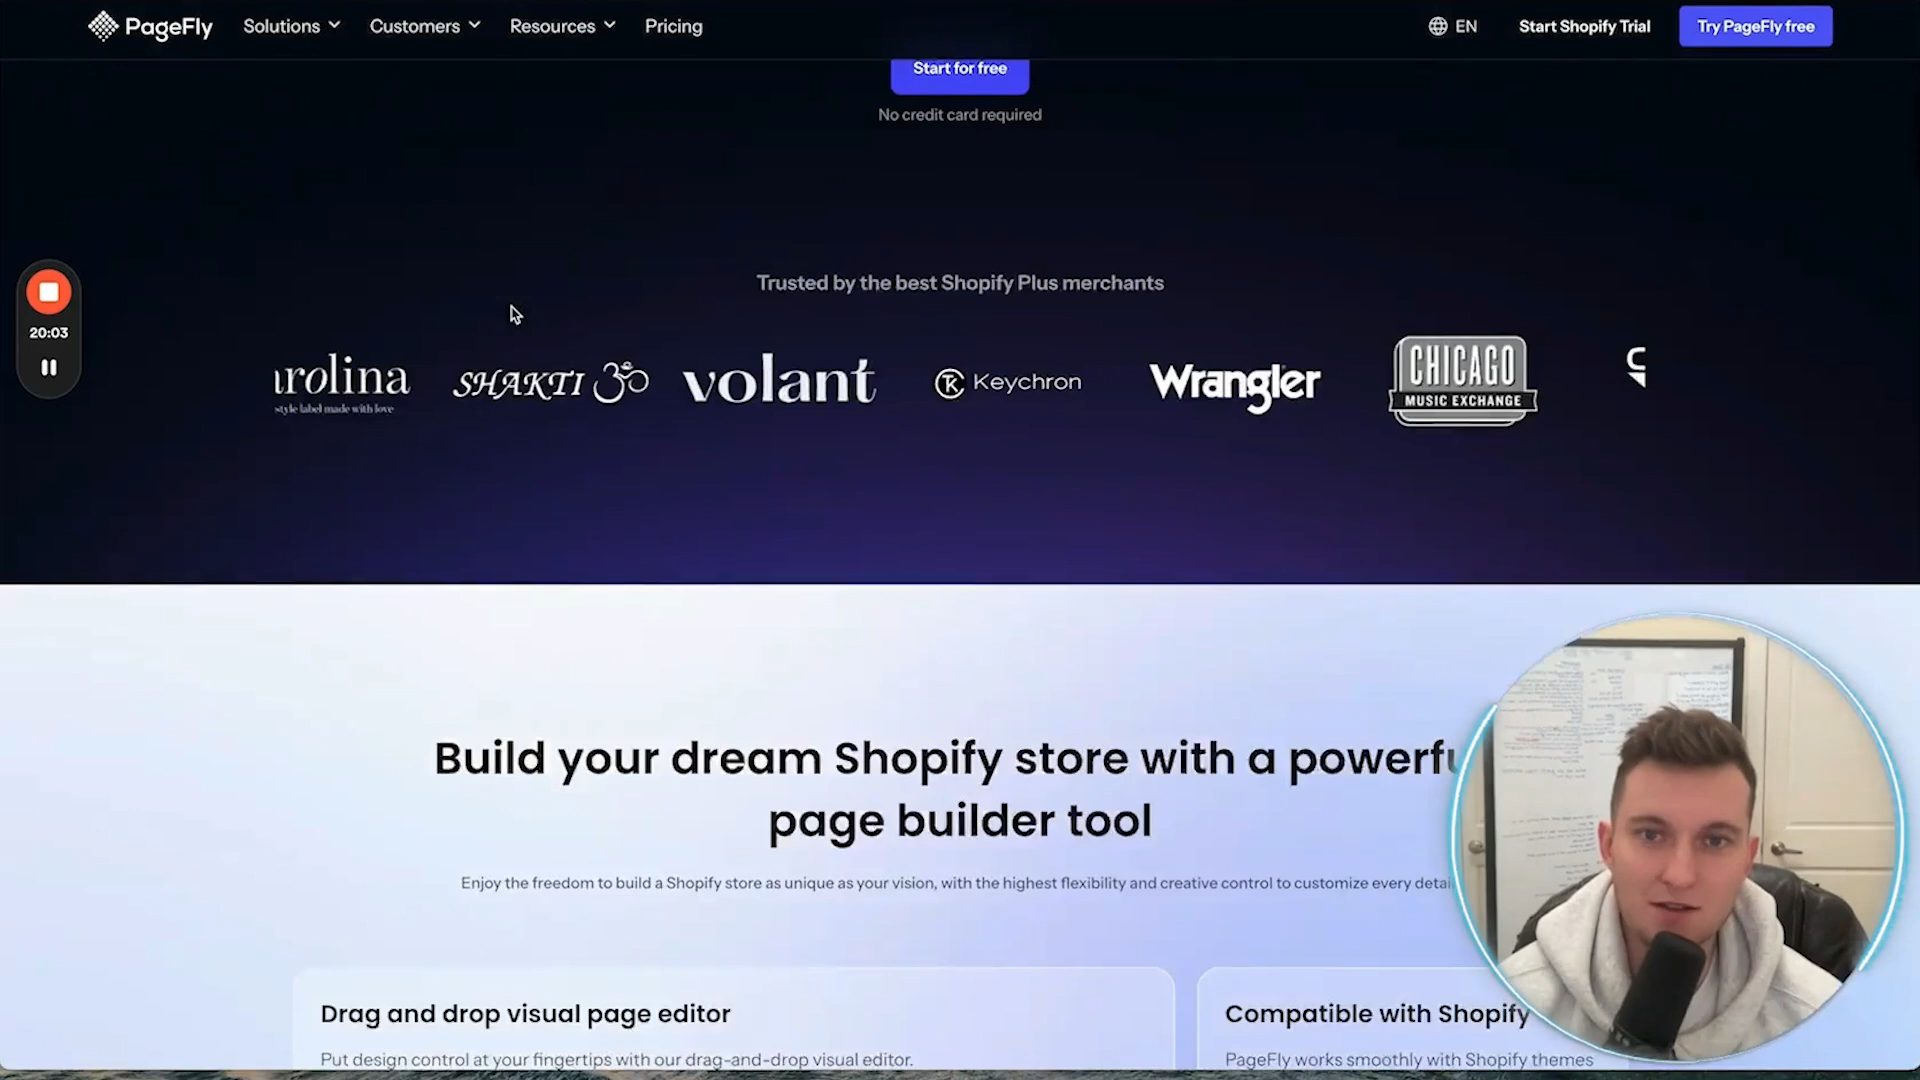 PageFly
Solutions
Customers
Resources
Pricing
EN
Start Shopify Trial
Try PageFly free
Start for free
No credit card required
Trusted by the best Shopify Plus merchants
20:03
arolina
style label made with love
SHAKTI ॐ
volant
Keychron
Wrangler
CHICAGO
MUSIC EXCHANGE
Build your dream Shopify store with a powerfu
page builder tool
Enjoy the freedom to build a Shopify store as unique as your vision, with the highest flexibility and creative control to customize every detai
Drag and drop visual page editor
Put design control at your fingertips with our drag-and-drop visual editor.
Compatible with Shopify
PageFly works smoothly with Shopify themes